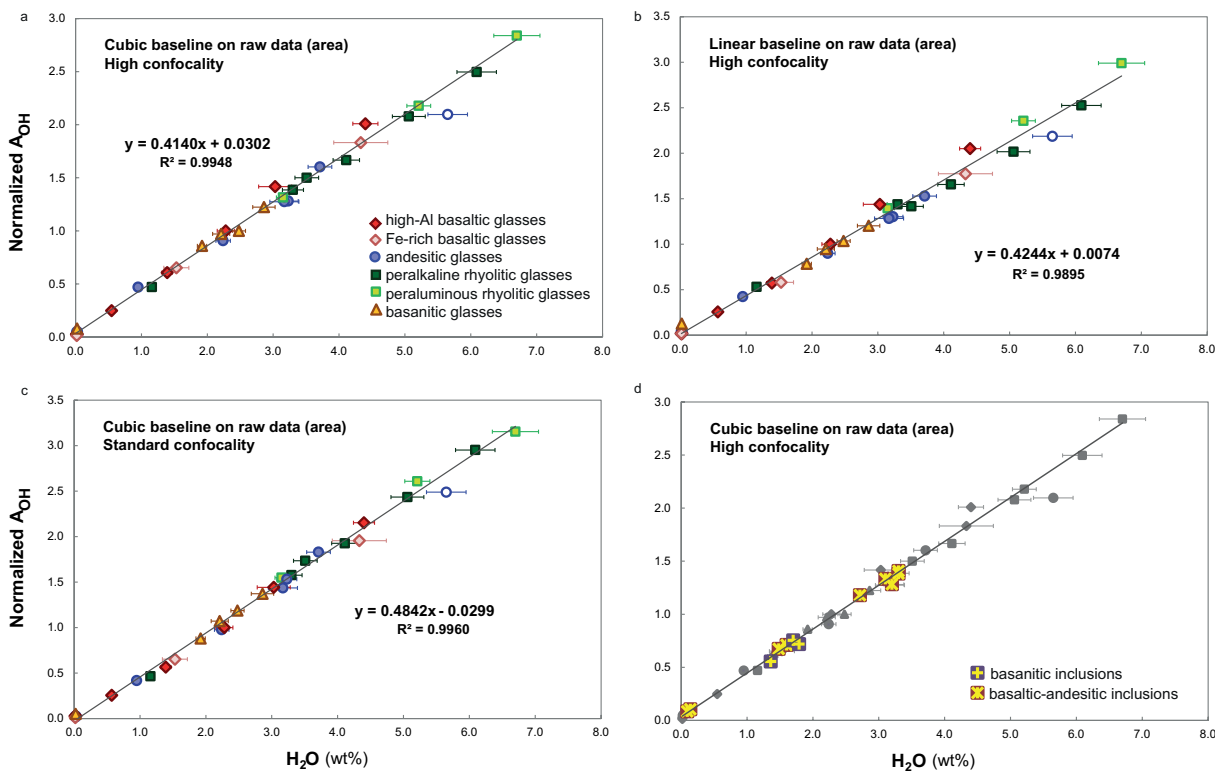 a
Cubic baseline on raw data (area)
High confocality
y = 0.4140x + 0.0302
R² = 0.9948
high-Al basaltic glasses
Fe-rich basaltic glasses
andesitic glasses
peralkaline rhyolitic glasses
peraluminous rhyolitic glasses
basanitic glasses
Normalized A_OH
3.0
2.5
2.0
1.5
1.0
0.5
0.0
0.0 1.0 2.0 3.0 4.0 5.0 6.0 7.0 8.0
b
Linear baseline on raw data (area)
High confocality
y = 0.4244x + 0.0074
R² = 0.9895
3.5
3.0
2.5
2.0
1.5
1.0
0.5
0.0
0.0 1.0 2.0 3.0 4.0 5.0 6.0 7.0 8.0
c
Cubic baseline on raw data (area)
Standard confocality
y = 0.4842x - 0.0299
R² = 0.9960
Normalized A_OH
3.5
3.0
2.5
2.0
1.5
1.0
0.5
0.0
0.0 1.0 2.0 3.0 4.0 5.0 6.0 7.0 8.0
H₂O (wt%)
d
Cubic baseline on raw data (area)
High confocality
basanitic inclusions
basaltic-andesitic inclusions
3.0
2.5
2.0
1.5
1.0
0.5
0.0
0.0 1.0 2.0 3.0 4.0 5.0 6.0 7.0 8.0
H₂O (wt%)